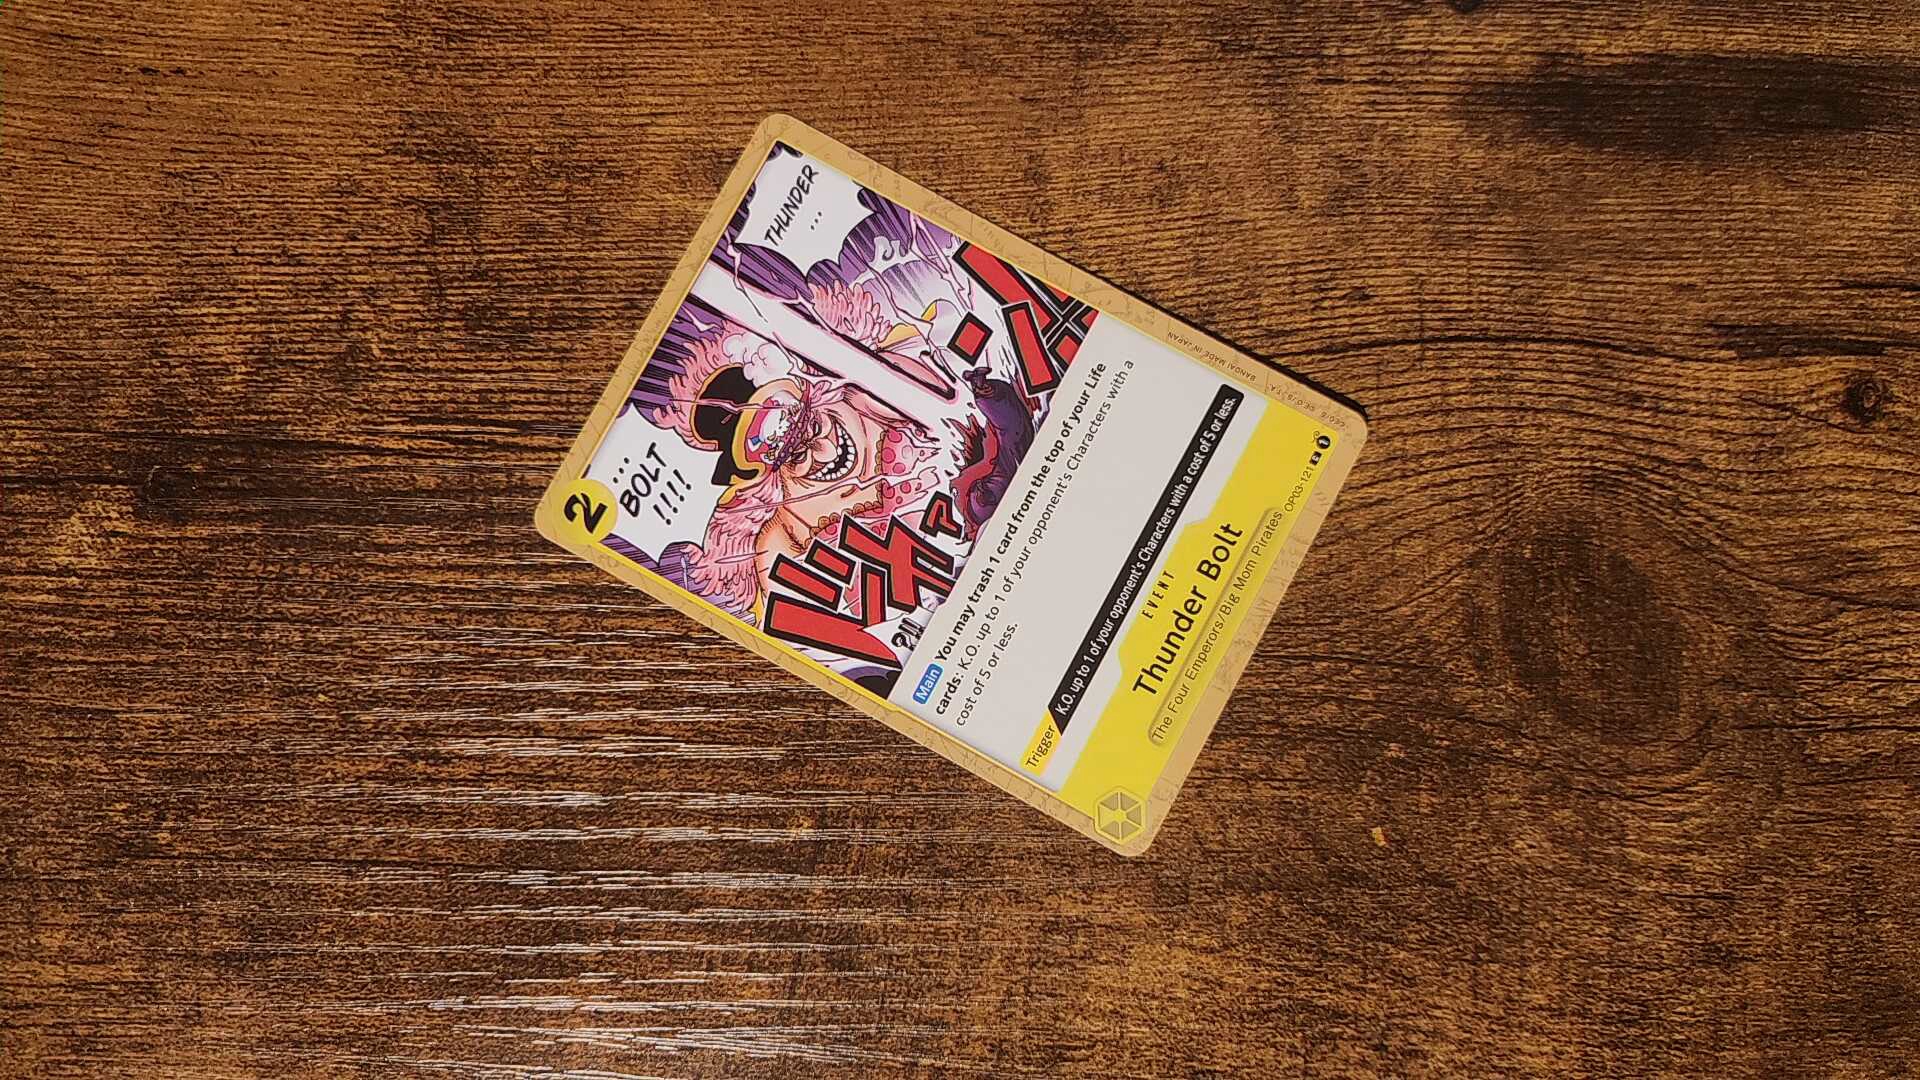 2
THUNDER
...
...
BOLT
!!!!
Main You may trash 1 card from the top of your Life
cards: K.O. up to 1 of your opponent's Characters with a
cost of 5 or less.
Trigger K.O. up to 1 of your opponent's Characters with a cost of 5 or less.
EVENT
Thunder Bolt
The Four Emperors/Big Mom Pirates
OP03-121 C 1
BANDAI MADE IN JAPAN